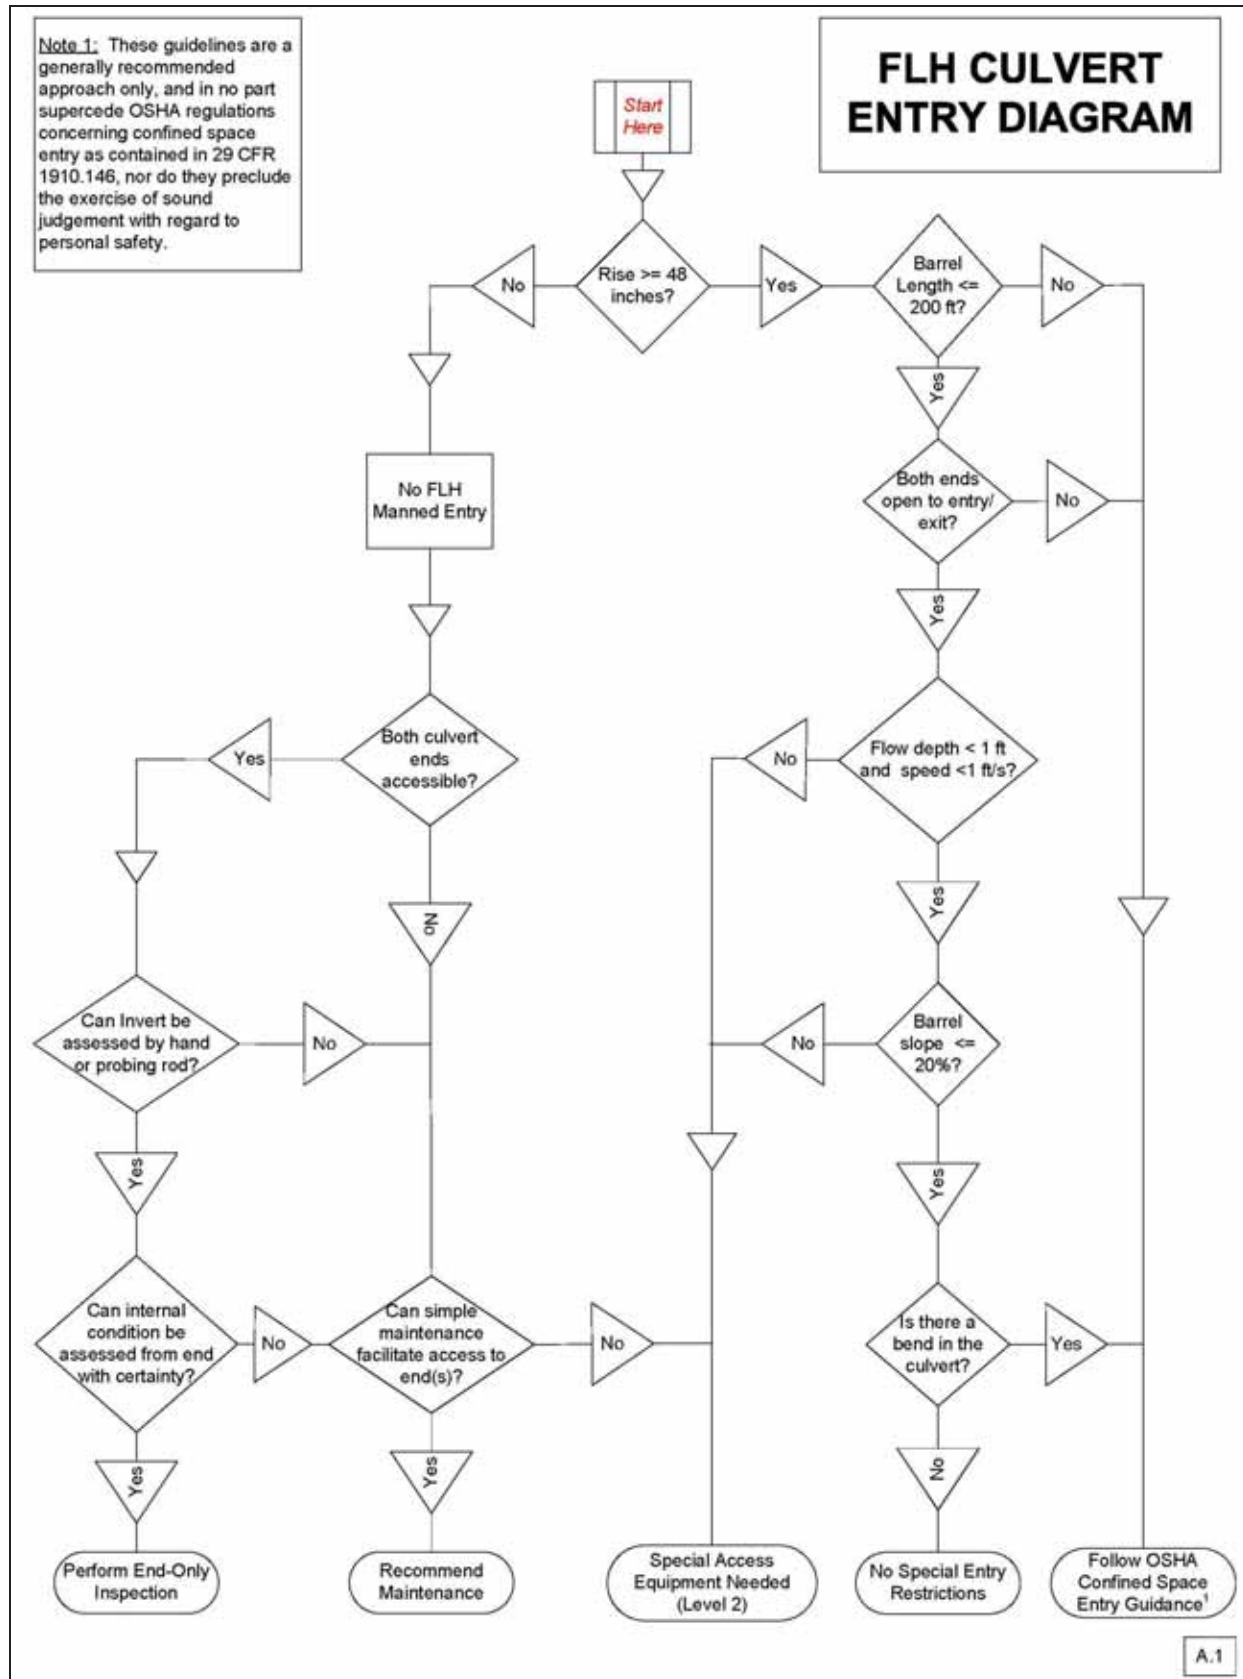 Note 1: These guidelines are a
generally recommended
approach only, and in no part
supercede OSHA regulations
concerning confined space
entry as contained in 29 CFR
1910.146, nor do they preclude
the exercise of sound
judgement with regard to
personal safety.
FLH CULVERT
ENTRY DIAGRAM
Start
Here
Rise >= 48
inches?
No
Yes
Barrel
Length <=
200 ft?
No
Yes
No FLH
Manned Entry
Both ends
open to entry/
exit?
No
Yes
Both culvert
ends
accessible?
Yes
No
Flow depth < 1 ft
and speed <1 ft/s?
No
Yes
Can Invert be
assessed by hand
or probing rod?
No
Yes
Barrel
slope <=
20%?
No
Yes
Can internal
condition be
assessed from end
with certainty?
No
Yes
Can simple
maintenance
facilitate access to
end(s)?
No
Yes
Is there a
bend in the
culvert?
Yes
No
Perform End-Only
Inspection
Recommend
Maintenance
Special Access
Equipment Needed
(Level 2)
No Special Entry
Restrictions
Follow OSHA
Confined Space
Entry Guidance¹
A.1